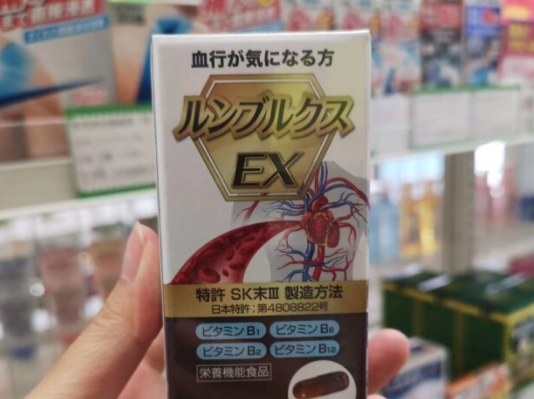 血行が気になる方
ルンブルクス
EX
特許 SK末Ⅲ 製造方法
日本特許:第4808822号
ビタミンB1 ビタミンB6
ビタミンB2 ビタミンB12
栄養機能食品